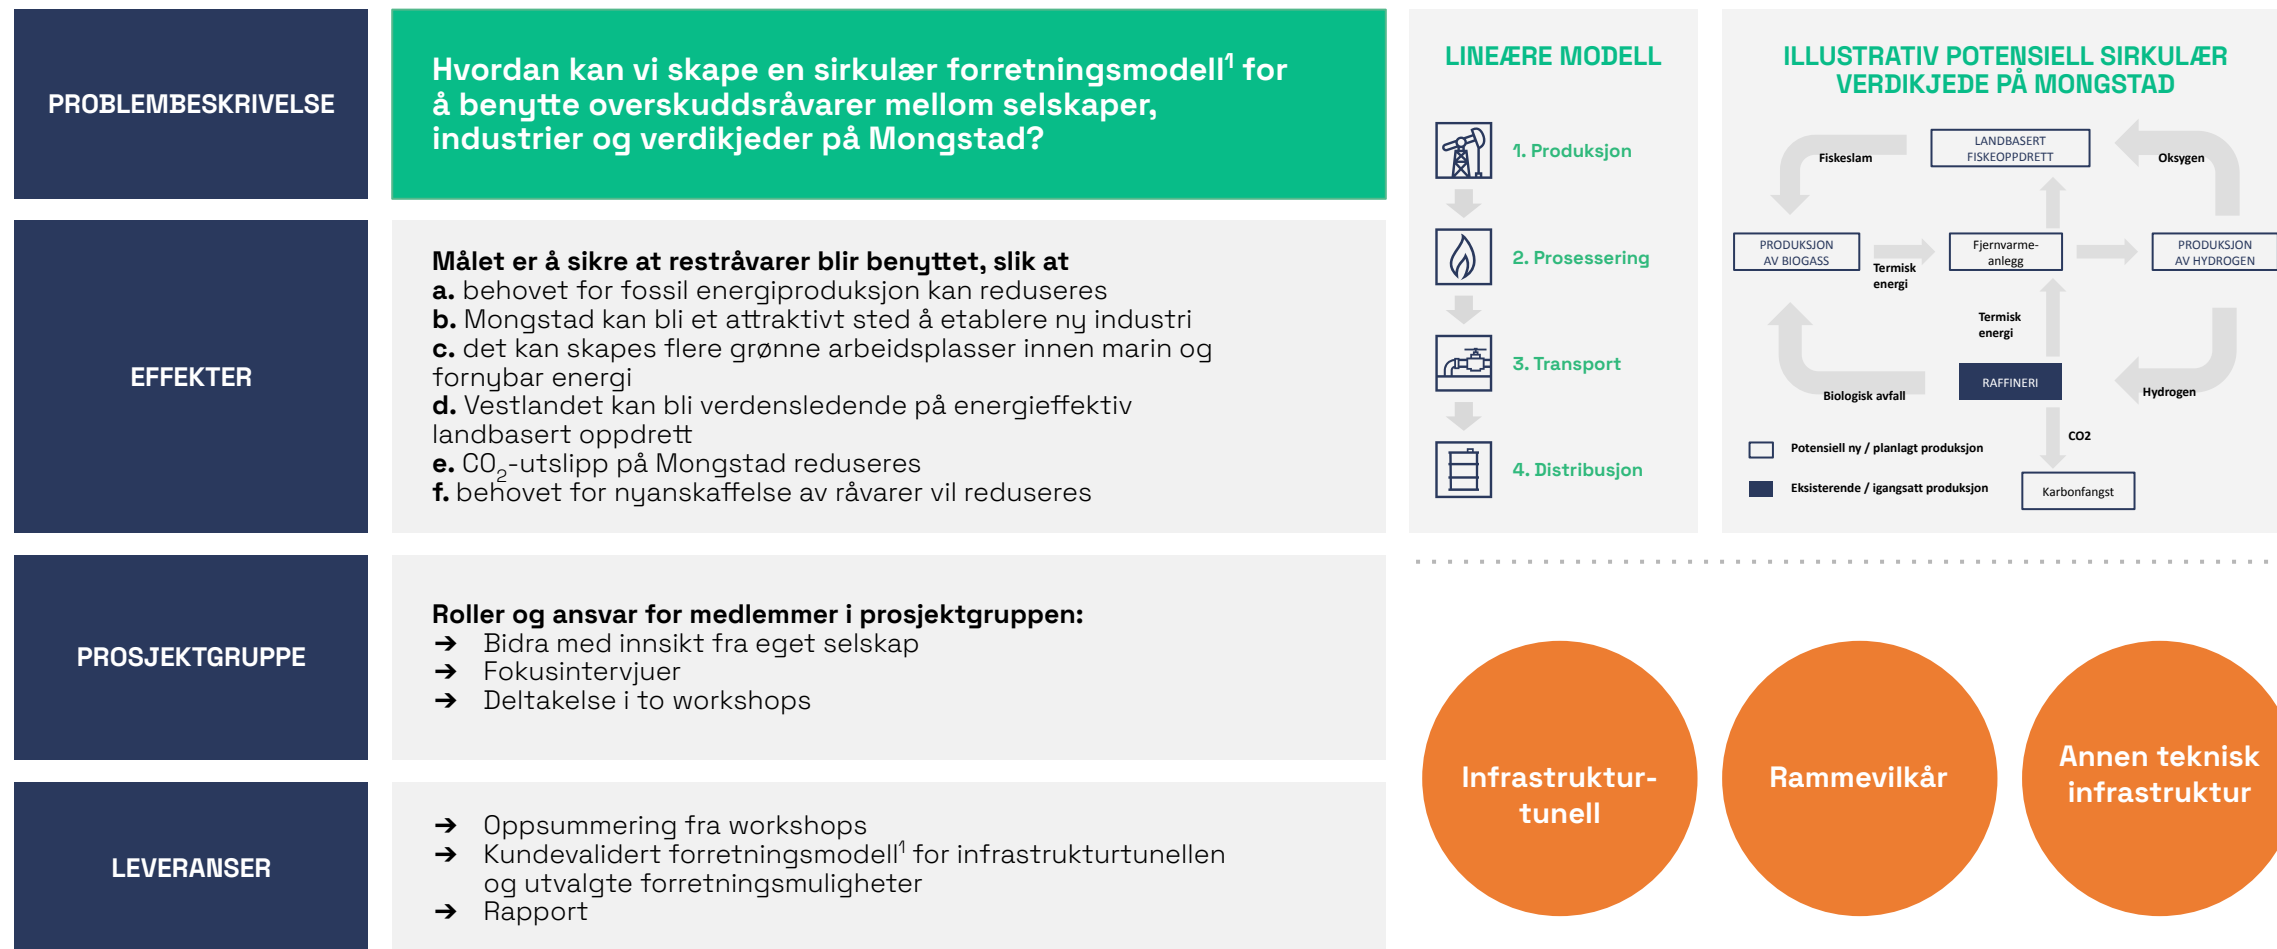 PROBLEMBESKRIVELSE
Hvordan kan vi skape en sirkulær forretningsmodell¹ for
å benytte overskuddsråvarer mellom selskaper,
industrier og verdikjeder på Mongstad?
EFFEKTER
Målet er å sikre at restråvarer blir benyttet, slik at
a. behovet for fossil energiproduksjon kan reduseres
b. Mongstad kan bli et attraktivt sted å etablere ny industri
c. det kan skapes flere grønne arbeidsplasser innen marin og
fornybar energi
d. Vestlandet kan bli verdensledende på energieffektiv
landbasert oppdrett
e. CO₂-utslipp på Mongstad reduseres
f. behovet for nyanskaffelse av råvarer vil reduseres
PROSJEKTGRUPPE
Roller og ansvar for medlemmer i prosjektgruppen:
➔ Bidra med innsikt fra eget selskap
➔ Fokusintervjuer
➔ Deltakelse i to workshops
LEVERANSER
➔ Oppsummering fra workshops
➔ Kundevalidert forretningsmodell¹ for infrastrukturtunellen
og utvalgte forretningsmuligheter
➔ Rapport
LINEÆRE MODELL
1. Produksjon
2. Prosessering
3. Transport
4. Distribusjon
ILLUSTRATIV POTENSIELL SIRKULÆR
VERDIKJEDE PÅ MONGSTAD
LANDBASERT
FISKEOPPDRETT
Fiskeslam
Oksygen
PRODUKSJON
AV BIOGASS
Termisk
energi
Fjernvarme-
anlegg
PRODUKSJON
AV HYDROGEN
Termisk
energi
RAFFINERI
Biologisk avfall
Hydrogen
CO2
Potensiell ny / planlagt produksjon
Eksisterende / igangsatt produksjon
Karbonfangst
Infrastruktur-
tunell
Rammevilkår
Annen teknisk
infrastruktur